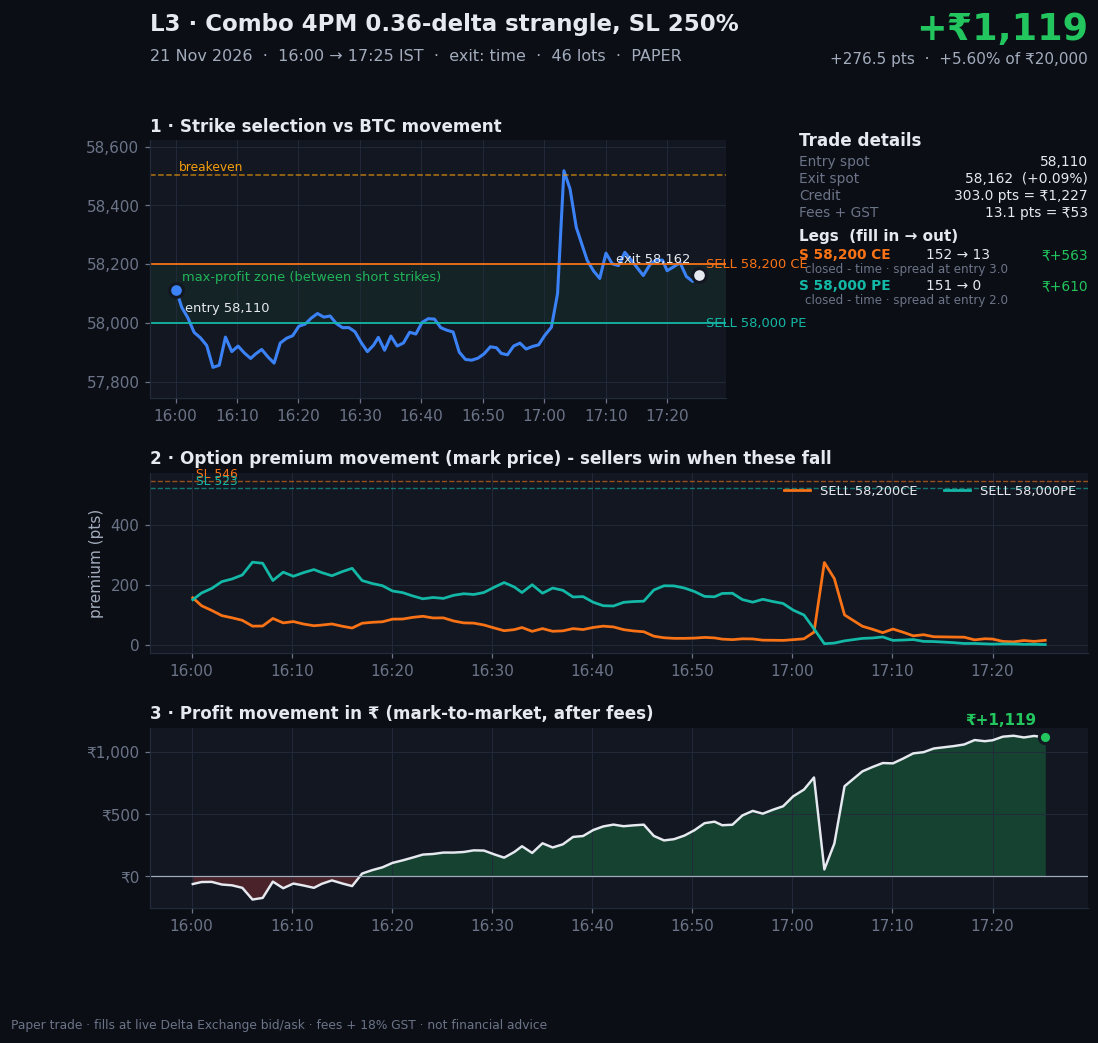 L3 · Combo 4PM 0.36-delta strangle, SL 250%
+₹1,119
21 Nov 2026 · 16:00 → 17:25 IST · exit: time · 46 lots · PAPER
+276.5 pts · +5.60% of ₹20,000
1 · Strike selection vs BTC movement
58,600
58,400
58,200
58,000
57,800
breakeven
max-profit zone (between short strikes)
entry 58,110
exit 58,162
SELL 58,200 CE
SELL 58,000 PE
16:00 16:10 16:20 16:30 16:40 16:50 17:00 17:10 17:20
Trade details
Entry spot 58,110
Exit spot 58,162 (+0.09%)
Credit 303.0 pts = ₹1,227
Fees + GST 13.1 pts = ₹53
Legs (fill in → out)
S 58,200 CE 152 → 13 ₹+563
closed - time · spread at entry 3.0
S 58,000 PE 151 → 0 ₹+610
closed - time · spread at entry 2.0
2 · Option premium movement (mark price) - sellers win when these fall
SL 546
SL 523
SELL 58,200CE SELL 58,000PE
premium (pts)
400
200
0
16:00 16:10 16:20 16:30 16:40 16:50 17:00 17:10 17:20
3 · Profit movement in ₹ (mark-to-market, after fees)
₹+1,119
₹1,000
₹500
₹0
16:00 16:10 16:20 16:30 16:40 16:50 17:00 17:10 17:20
Paper trade · fills at live Delta Exchange bid/ask · fees + 18% GST · not financial advice